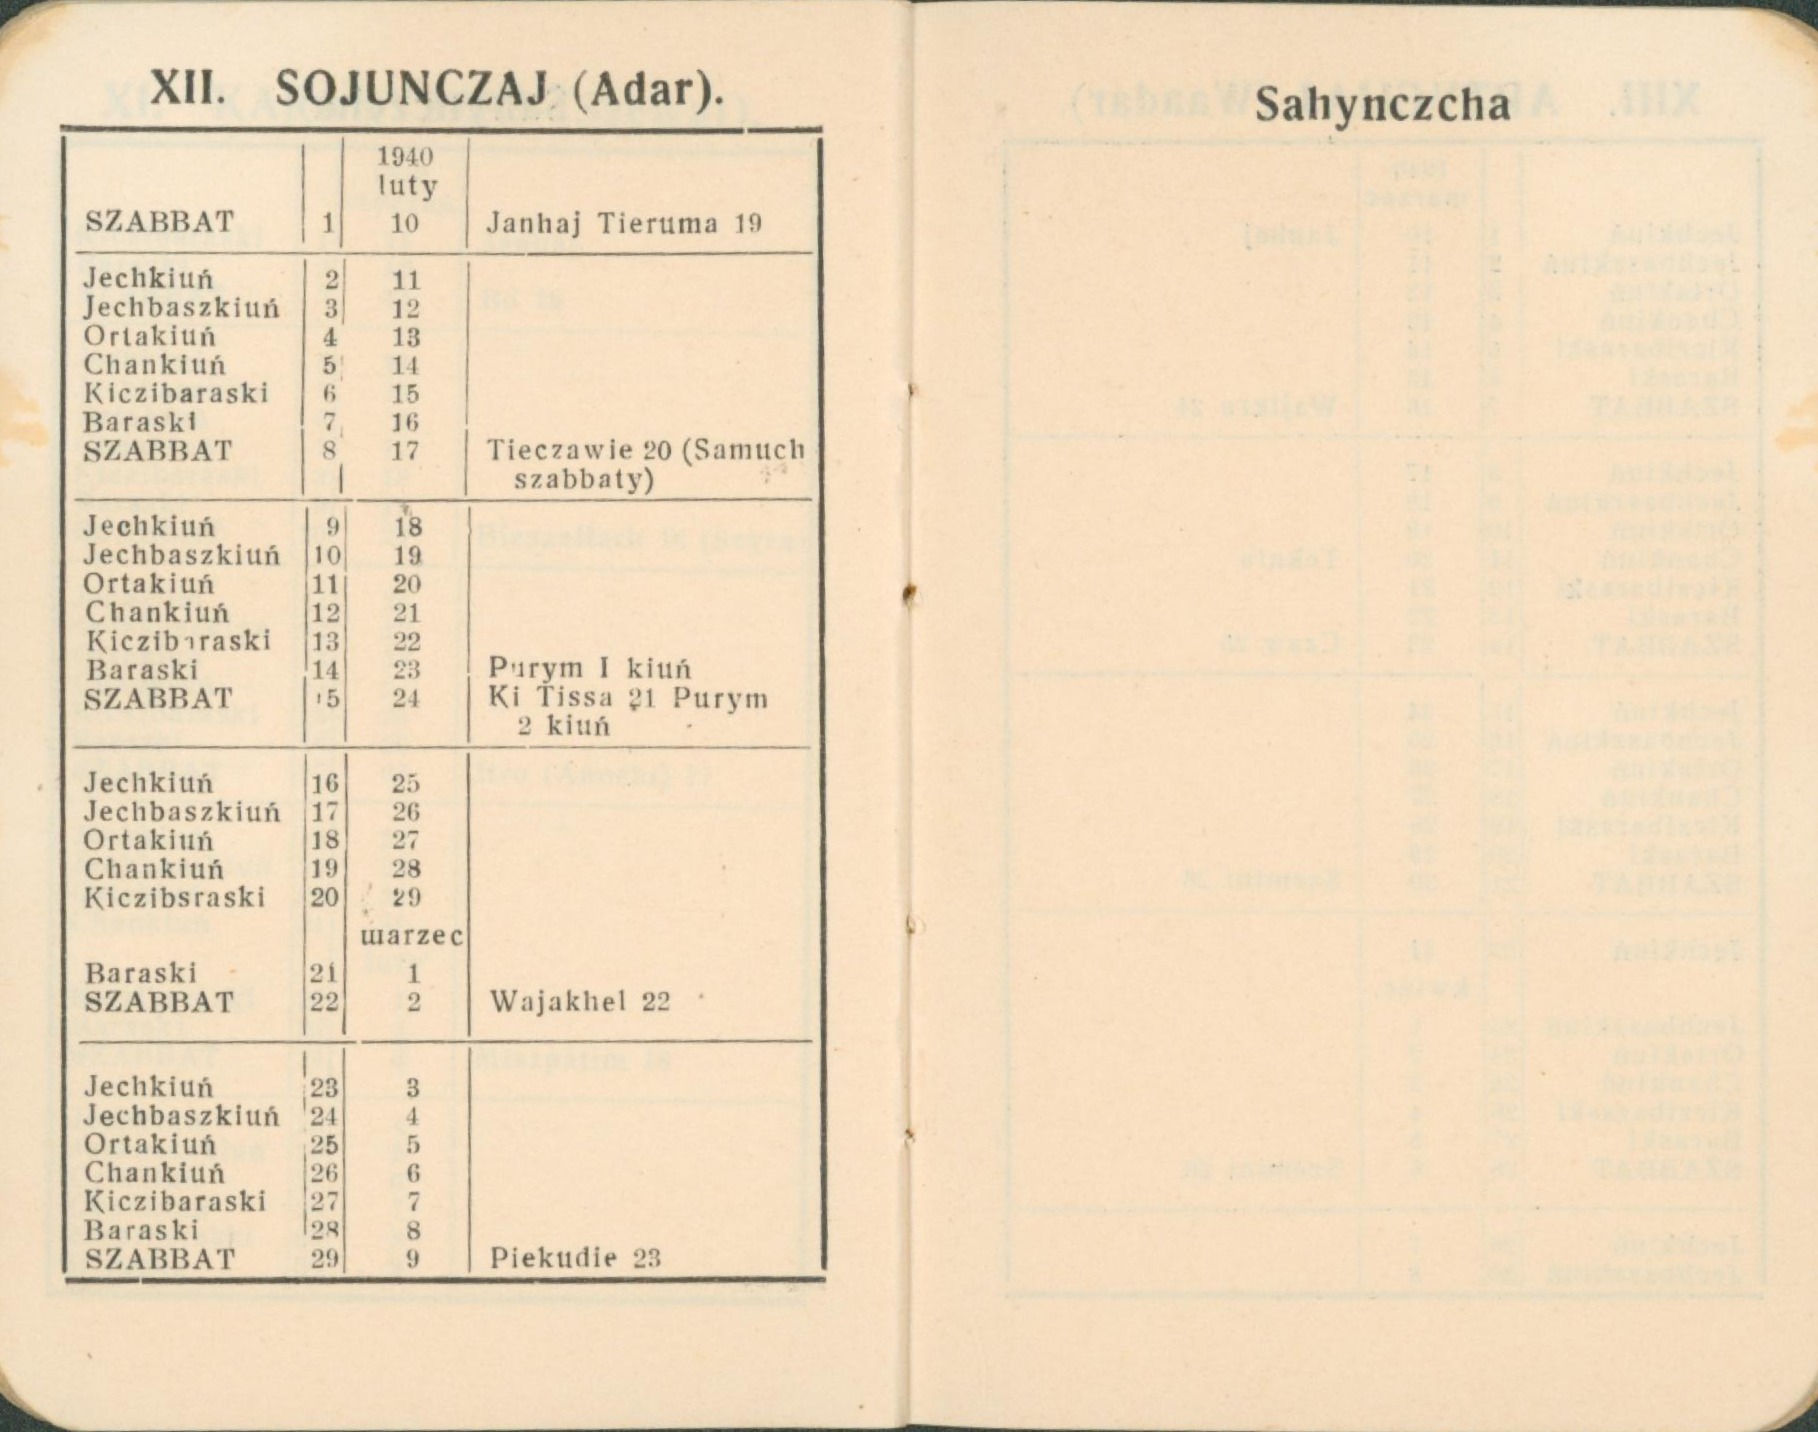 XII. SOJUNCZAJ (Adar).
1940
luty
SZABBAT 1 10 Janhaj Tieruma 19
Jechkiuń 2 11
Jechbaszkiuń 3 12
Ortakiuń 4 13
Chankiuń 5 14
Kiczibaraski 6 15
Baraski 7 16
SZABBAT 8 17 Tieczawie 20 (Samuch
szabbaty)
Jechkiuń 9 18
Jechbaszkiuń 10 19
Ortakiuń 11 20
Chankiuń 12 21
Kiczibaraski 13 22
Baraski 14 23 Purym I kiuń
SZABBAT 15 24 Ki Tissa 21 Purym
2 kiuń
Jechkiuń 16 25
Jechbaszkiuń 17 26
Ortakiuń 18 27
Chankiuń 19 28
Kiczibsraski 20 29
marzec
Baraski 21 1
SZABBAT 22 2 Wajakhel 22
Jechkiuń 23 3
Jechbaszkiuń 24 4
Ortakiuń 25 5
Chankiuń 26 6
Kiczibaraski 27 7
Baraski 28 8
SZABBAT 29 9 Piekudie 23
Sahynczcha